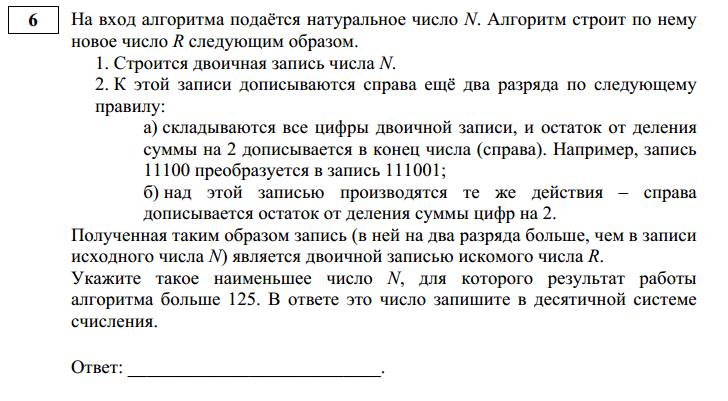 6
На вход алгоритма подаётся натуральное число N. Алгоритм строит по нему
новое число R следующим образом.
1. Строится двоичная запись числа N.
2. К этой записи дописываются справа ещё два разряда по следующему
правилу:
а) складываются все цифры двоичной записи, и остаток от деления
суммы на 2 дописывается в конец числа (справа). Например, запись
11100 преобразуется в запись 111001;
б) над этой записью производятся те же действия – справа
дописывается остаток от деления суммы цифр на 2.
Полученная таким образом запись (в ней на два разряда больше, чем в записи
исходного числа N) является двоичной записью искомого числа R.
Укажите такое наименьшее число N, для которого результат работы
алгоритма больше 125. В ответе это число запишите в десятичной системе
счисления.
Ответ: ___________________________.